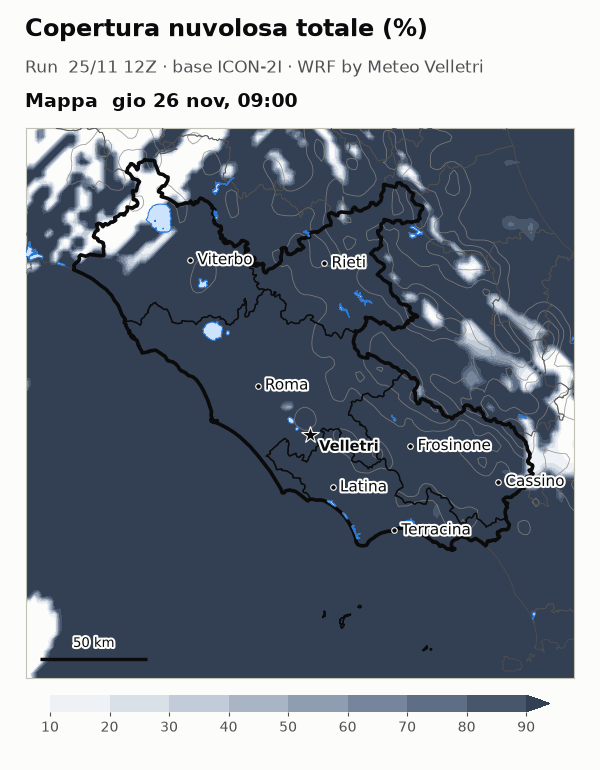 Copertura nuvolosa totale (%)
Run  25/11 12Z · base ICON-2I · WRF by Meteo Velletri
Mappa  gio 26 nov, 09:00
Viterbo
Rieti
Roma
Velletri
Frosinone
Latina
Cassino
Terracina
50 km
10 20 30 40 50 60 70 80 90